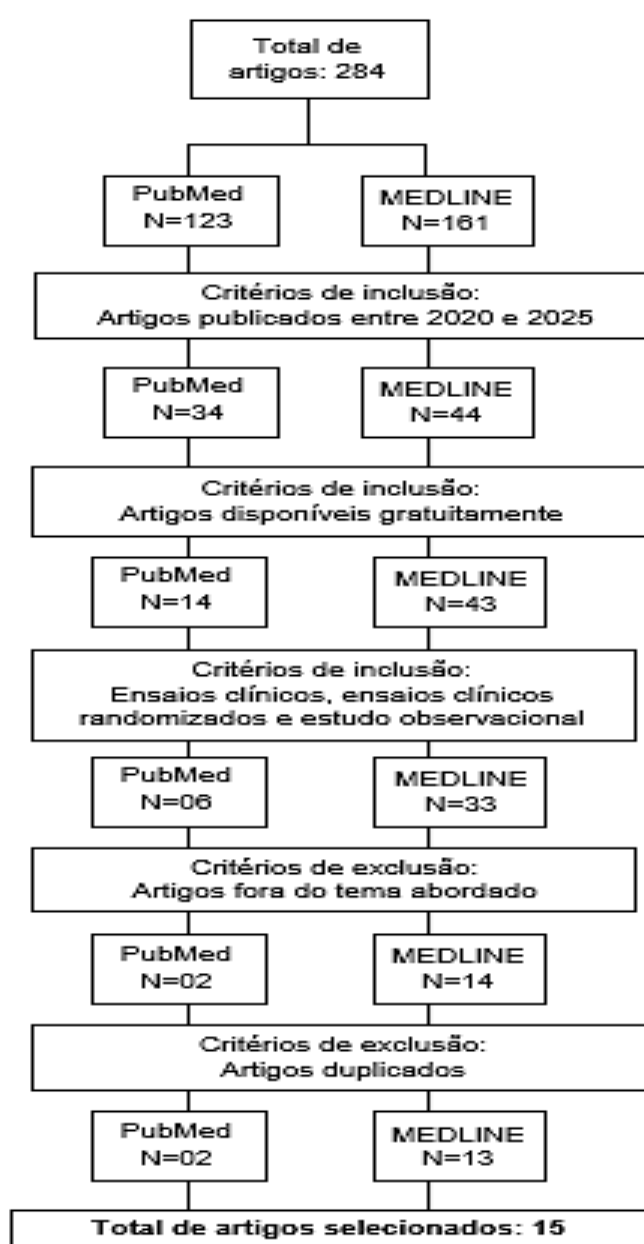 Total de
artigos: 284
PubMed
N=123
MEDLINE
N=161
Critérios de inclusão:
Artigos publicados entre 2020 e 2025
PubMed
N=34
MEDLINE
N=44
Critérios de inclusão:
Artigos disponíveis gratuitamente
PubMed
N=14
MEDLINE
N=43
Critérios de inclusão:
Ensaios clínicos, ensaios clínicos
randomizados e estudo observacional
PubMed
N=06
MEDLINE
N=33
Critérios de exclusão:
Artigos fora do tema abordado
PubMed
N=02
MEDLINE
N=14
Critérios de exclusão:
Artigos duplicados
PubMed
N=02
MEDLINE
N=13
Total de artigos selecionados: 15